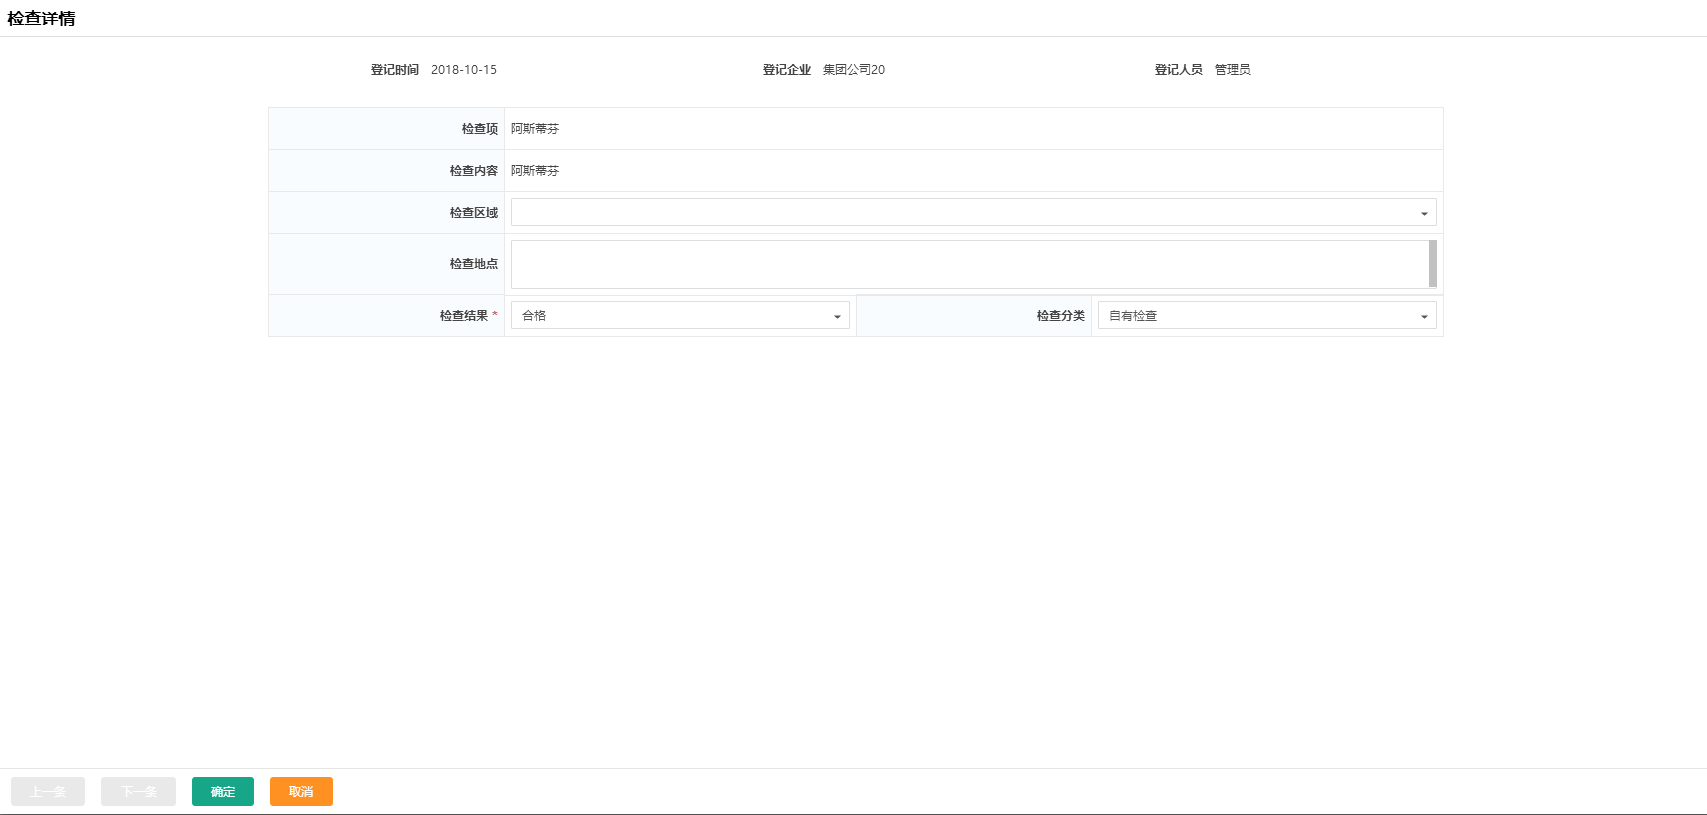 检查详情
登记时间 2018-10-15 登记企业 集团公司20 登记人员 管理员
检查项 阿斯蒂芬
检查内容 阿斯蒂芬
检查区域
检查地点
检查结果 * 合格 检查分类 自有检查
上一条 下一条 确定 取消